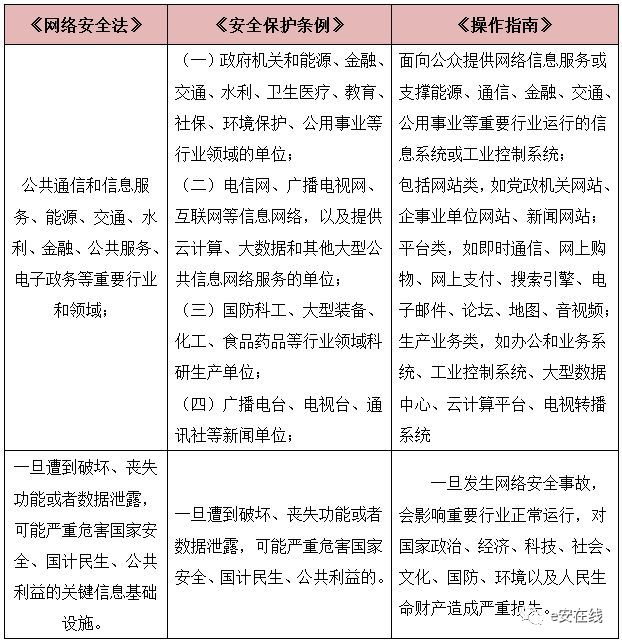 《网络安全法》
《安全保护条例》
《操作指南》
公共通信和信息服
务、能源、交通、水
利、金融、公共服务、
电子政务等重要行业
和领域；
（一）政府机关和能源、金融、
交通、水利、卫生医疗、教育、
社保、环境保护、公用事业等
行业领域的单位；
（二）电信网、广播电视网、
互联网等信息网络，以及提供
云计算、大数据和其他大型公
共信息网络服务的单位；
（三）国防科工、大型装备、
化工、食品药品等行业领域科
研生产单位；
（四）广播电台、电视台、通
讯社等新闻单位；
面向公众提供网络信息服务或
支撑能源、通信、金融、交通、
公用事业等重要行业运行的信
息系统或工业控制系统；
包括网站类，如党政机关网站、
企事业单位网站、新闻网站；
平台类，如即时通信、网上购
物、网上支付、搜索引擎、电
子邮件、论坛、地图、音视频；
生产业务类，如办公和业务系
统、工业控制系统、大型数据
中心、云计算平台、电视转播
系统
一旦遭到破坏、丧失
功能或者数据泄露，
可能严重危害国家安
全、国计民生、公共
利益的关键信息基础
设施。
一旦遭到破坏、丧失功能或者
数据泄露，可能严重危害国家
安全、国计民生、公共利益的。
一旦发生网络安全事故，
会影响重要行业正常运行，对
国家政治、经济、科技、社会、
文化、国防、环境以及人民生
命财产造成严重损失。
e安在线